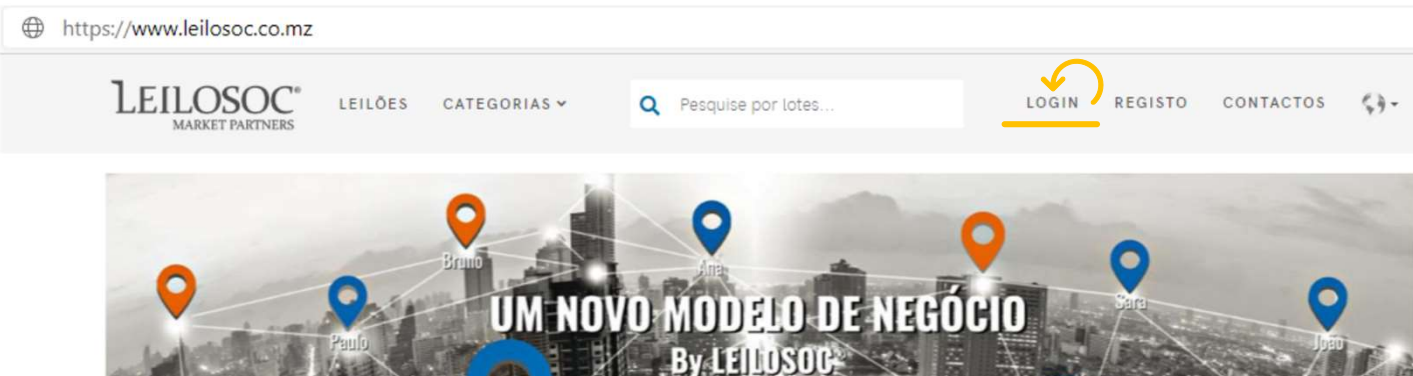 https://www.leilosoc.co.mz
LEILOSOC®
MARKET PARTNERS
LEILÕES CATEGORIAS
Pesquise por lotes...
LOGIN REGISTO CONTACTOS
Bruno
Ana
Sara
Paulo
João
UM NOVO MODELO DE NEGÓCIO
By LEILOSOC®